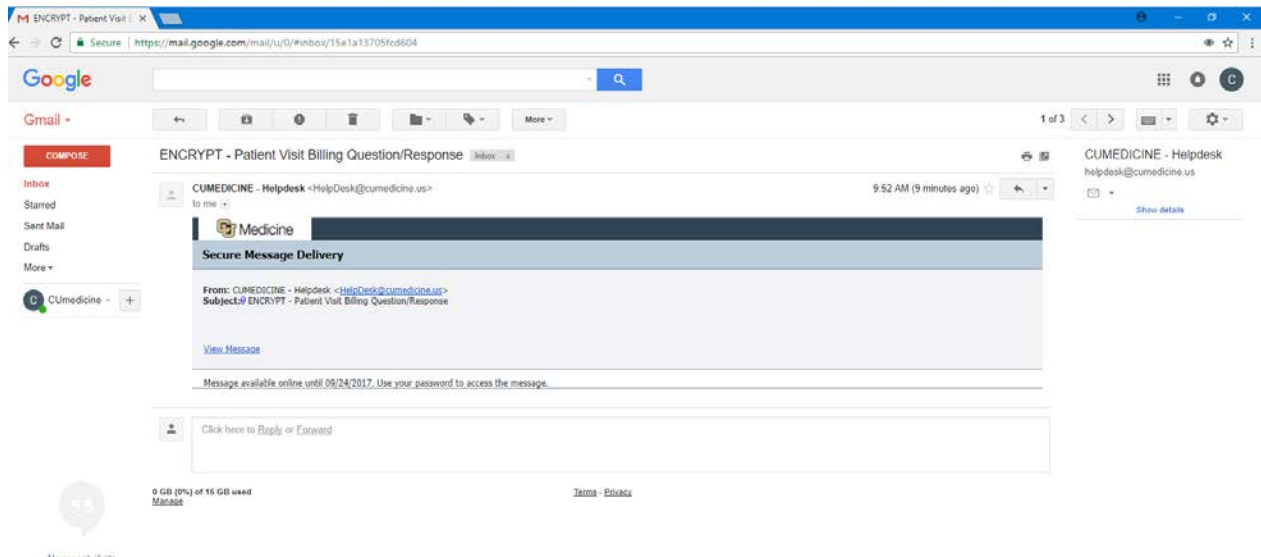 ENCRYPT - Patient Visit
Secure | https://mail.google.com/mail/u/0/#inbox/15e1a13705fcd604
Google
C
Gmail
More
1 of 3
COMPOSE
ENCRYPT - Patient Visit Billing Question/Response Inbox x
CUMEDICINE - Helpdesk
helpdesk@cumedicine.us
Show details
Inbox
Starred
Sent Mail
Drafts
More
C CUmedicine +
CUMEDICINE - Helpdesk <HelpDesk@cumedicine.us>
9:52 AM (9 minutes ago)
to me
Medicine
Secure Message Delivery
From: CUMEDICINE - Helpdesk <HelpDesk@cumedicine.us>
Subject: ENCRYPT - Patient Visit Billing Question/Response
View Message
Message available online until 09/24/2017. Use your password to access the message.
Click here to Reply or Forward
0 GB (0%) of 15 GB used
Manage
Terms - Privacy